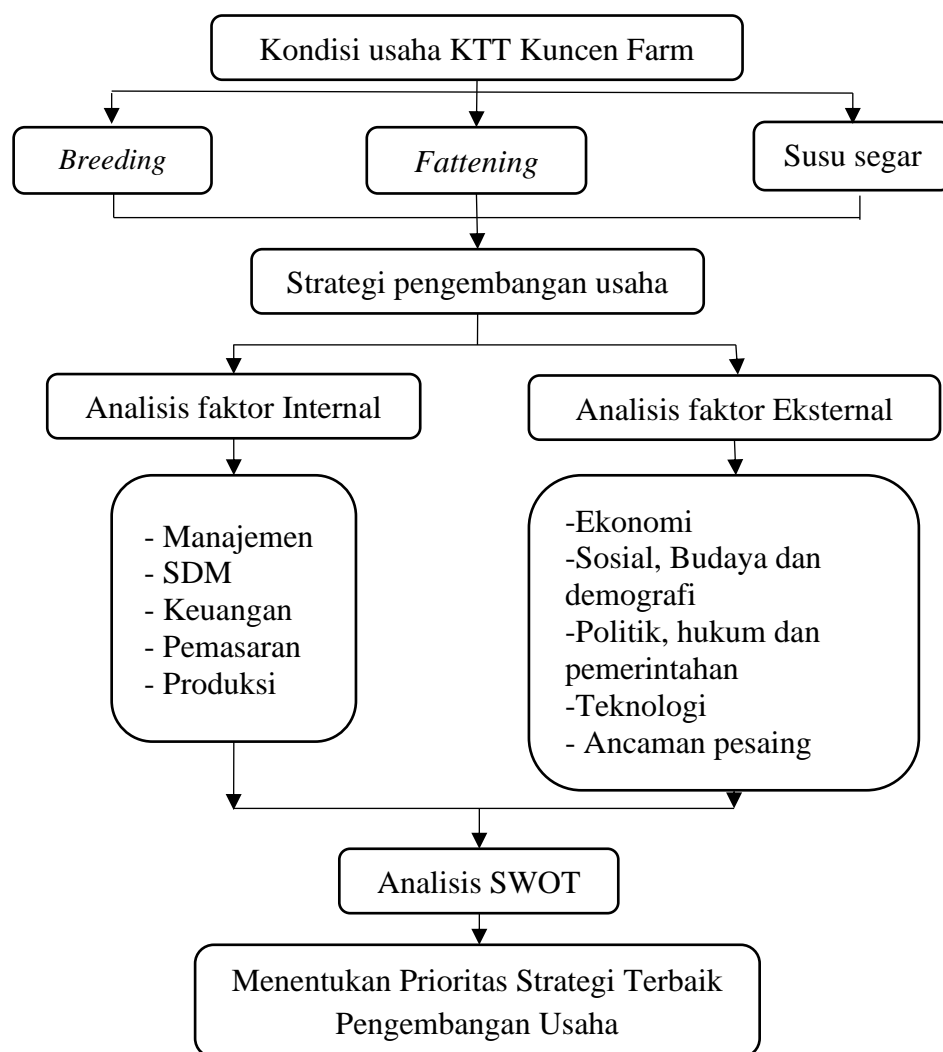 Kondisi usaha KTT Kuncen Farm
Breeding
Fattening
Susu segar
Strategi pengembangan usaha
Analisis faktor Internal
Analisis faktor Eksternal
- Manajemen
- SDM
- Keuangan
- Pemasaran
- Produksi
-Ekonomi
-Sosial, Budaya dan
demografi
-Politik, hukum dan
pemerintahan
-Teknologi
- Ancaman pesaing
Analisis SWOT
Menentukan Prioritas Strategi Terbaik
Pengembangan Usaha